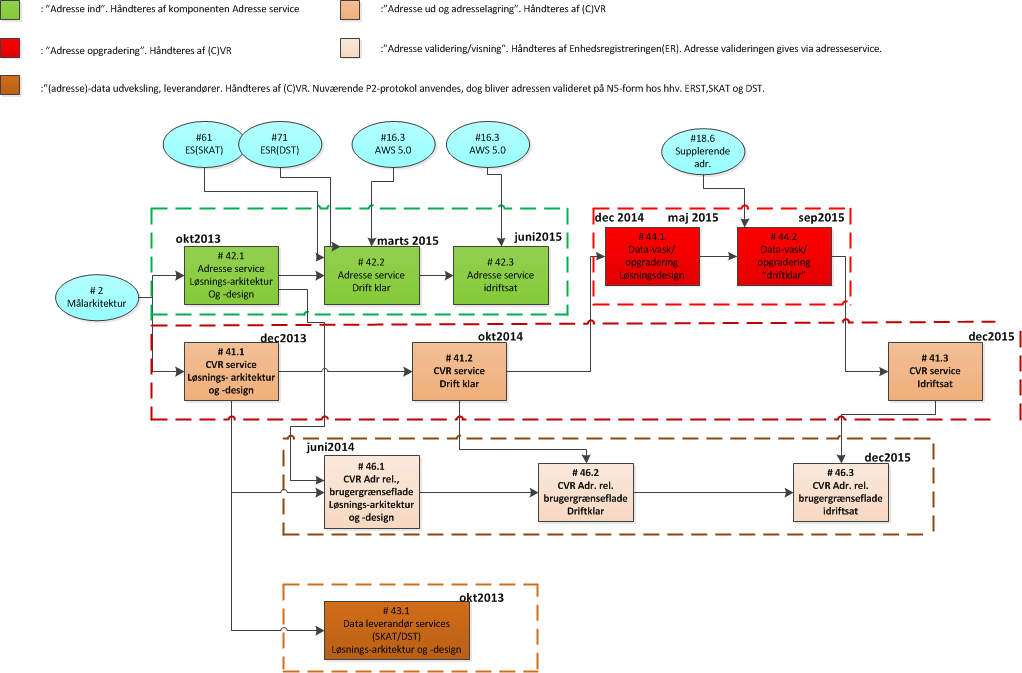 : "Adresse ind". Håndteres af komponenten Adresse service
:"Adresse ud og adresselagring". Håndteres af (C)VR
: "Adresse opgradering". Håndteres af (C)VR
:"Adresse validering/visning". Håndteres af Enhedsregistreringen(ER). Adresse valideringen gives via adresseservice.
:"(adresse)-data udveksling, leverandører. Håndteres af (C)VR. Nuværende P2-protokol anvendes, dog bliver adressen valideret på N5-form hos hhv. ERST,SKAT og DST.
#61
ES(SKAT)
#71
ESR(DST)
#16.3
AWS 5.0
#16.3
AWS 5.0
#18.6
Supplerende
adr.
okt2013
# 42.1
Adresse service
Løsnings-arkitektur
Og -design
marts 2015
# 42.2
Adresse service
Drift klar
juni2015
# 42.3
Adresse service
idriftsat
dec 2014
# 44.1
Data-vask/
opgradering
Løsningsdesign
maj 2015
sep2015
# 44.2
Data-vask/
opgradering
"driftklar"
# 2
Målarkitektur
dec2013
# 41.1
CVR service
Løsnings- arkitektur
og -design
okt2014
# 41.2
CVR service
Drift klar
dec2015
# 41.3
CVR service
Idriftsat
juni2014
# 46.1
CVR Adr rel.,
brugergrænseflade
Løsnings-arkitektur
og -design
# 46.2
CVR Adr. rel.
brugergrænseflade
Driftklar
dec2015
# 46.3
CVR Adr. rel.
brugergrænseflade
idriftsat
okt2013
# 43.1
Data leverandør services
(SKAT/DST)
Løsnings-arkitektur og -design